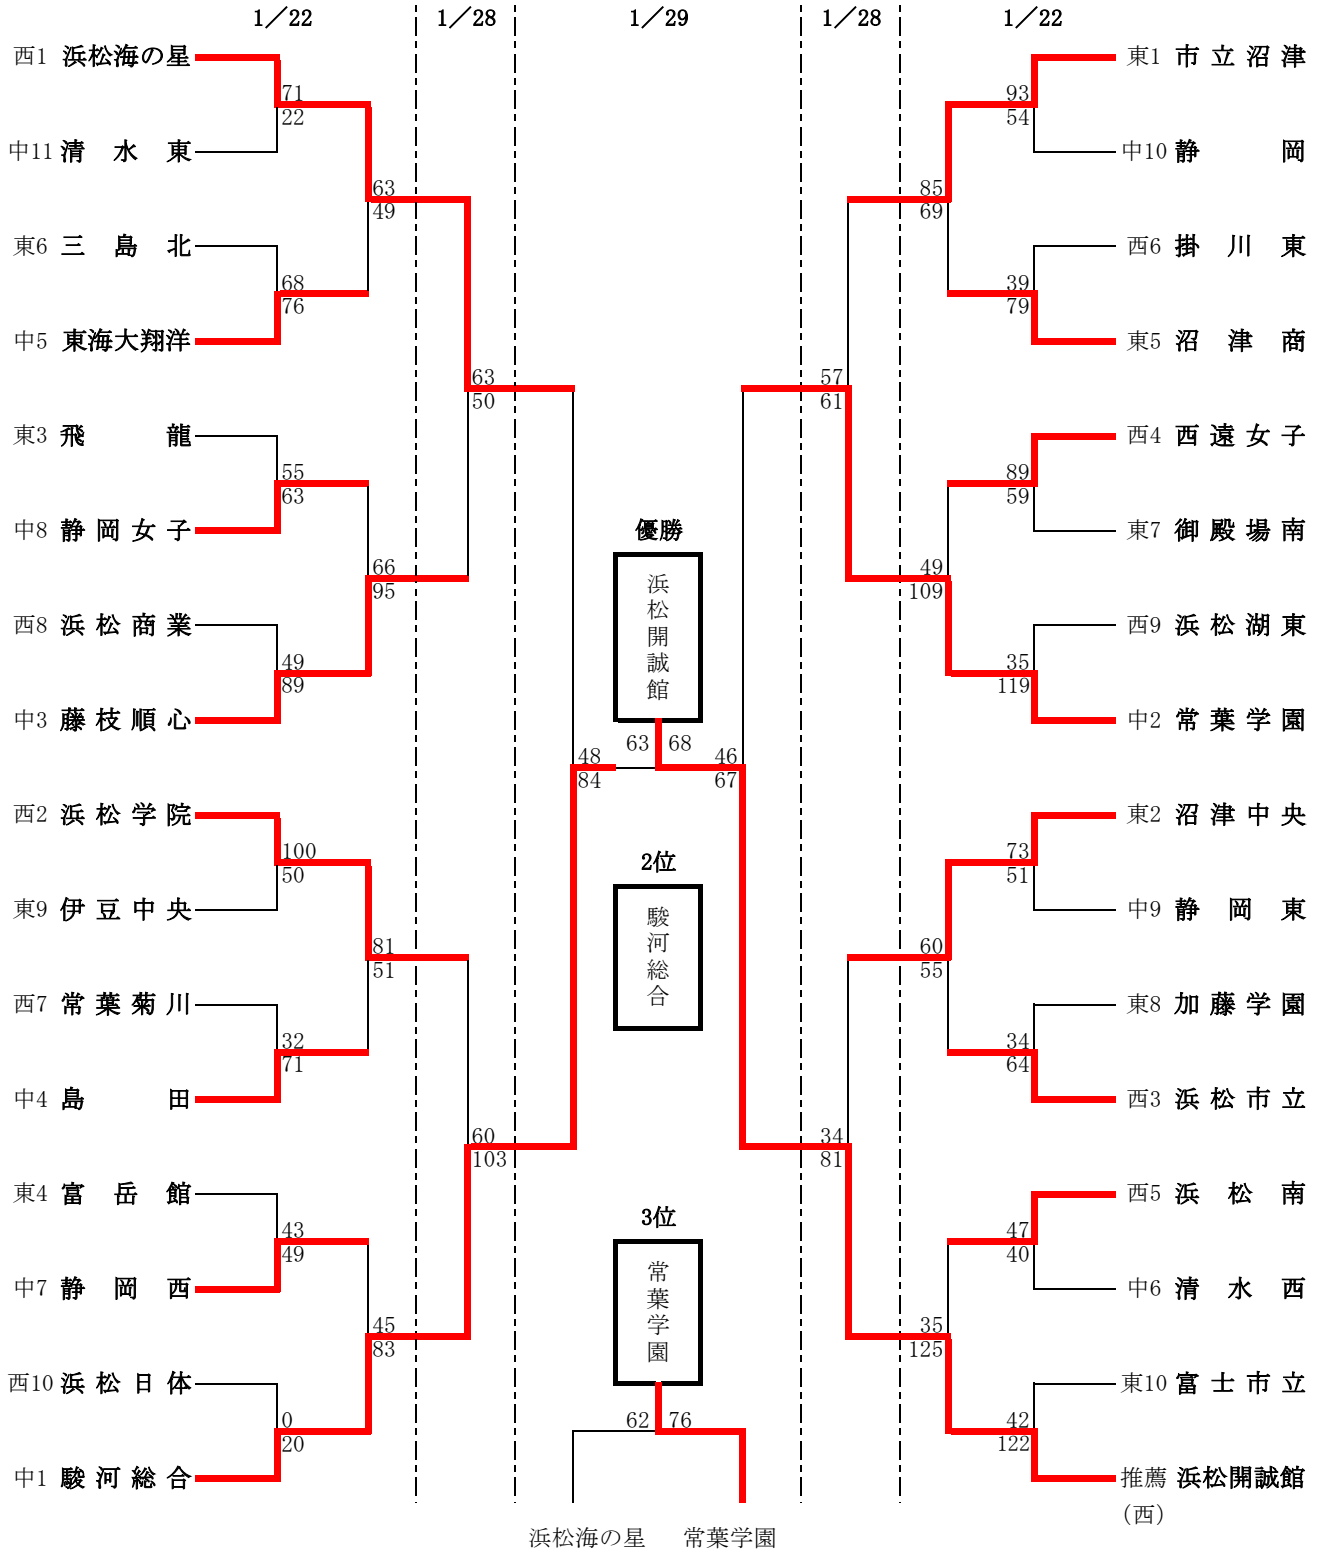 1／22 1／28 1／29 1／28 1／22
西1 浜松海の星
71
22
中11 清水東
63
49
東6 三島北
68
76
中5 東海大翔洋
63
50
東3 飛龍
55
63
中8 静岡女子
66
95
西8 浜松商業
49
89
中3 藤枝順心
48
84
西2 浜松学院
100
50
東9 伊豆中央
81
51
西7 常葉菊川
32
71
中4 島田
60
103
東4 富岳館
43
49
中7 静岡西
45
83
西10 浜松日体
0
20
中1 駿河総合
優勝
浜松開誠館
63 68
2位
駿河総合
3位
常葉学園
62 76
浜松海の星 常葉学園
東1 市立沼津
93
54
中10 静岡
85
69
西6 掛川東
39
79
東5 沼津商
57
61
西4 西遠女子
89
59
東7 御殿場南
49
109
西9 浜松湖東
35
119
中2 常葉学園
46
67
東2 沼津中央
73
51
中9 静岡東
60
55
東8 加藤学園
34
64
西3 浜松市立
34
81
西5 浜松南
47
40
中6 清水西
35
125
東10 富士市立
42
122
推薦 浜松開誠館
（西）